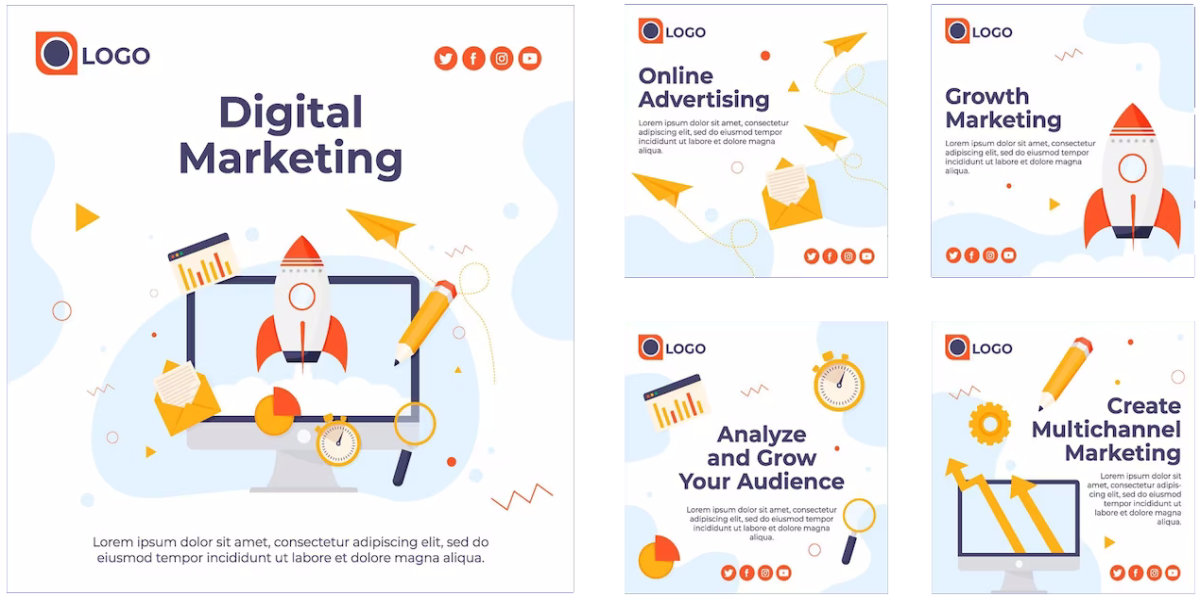 LOGO
Digital
Marketing
Lorem ipsum dolor sit amet, consectetur adipiscing elit, sed do
eiusmod tempor incididunt ut labore et dolore magna aliqua.
LOGO
Online
Advertising
Lorem ipsum dolor sit amet, consectetur
adipiscing elit, sed do eiusmod tempor
incididunt ut labore et dolore magna
aliqua.
LOGO
Growth
Marketing
Lorem ipsum dolor sit amet, consectetur
adipiscing elit, sed do eiusmod tempor
incididunt ut labore et dolore magna
aliqua.
LOGO
Analyze
and Grow
Your Audience
Lorem ipsum dolor sit amet, consectetur
adipiscing elit, sed do eiusmod tempor
incididunt ut labore et dolore magna
aliqua.
LOGO
Create
Multichannel
Marketing
Lorem ipsum dolor sit
amet, consectetur adipis-
cing elit, sed do eiusmod
tempor incididunt ut
labore et dolore magna
aliqua.